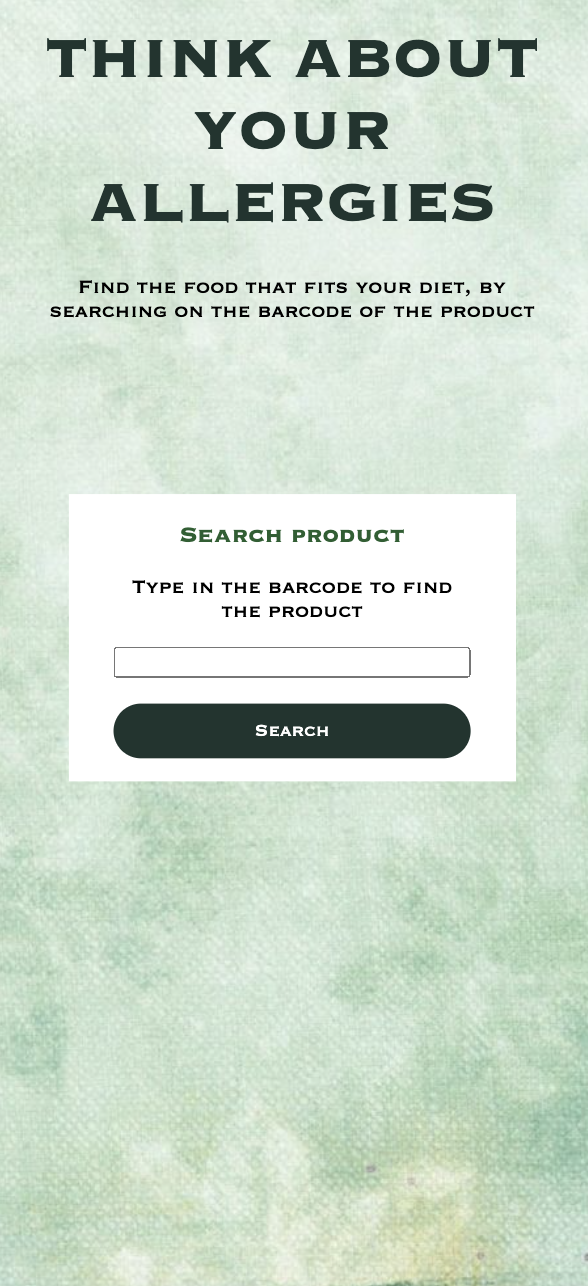 THINK ABOUT
YOUR
ALLERGIES
Find the food that fits your diet, by
searching on the barcode of the product
Search product
Type in the barcode to find
the product
Search